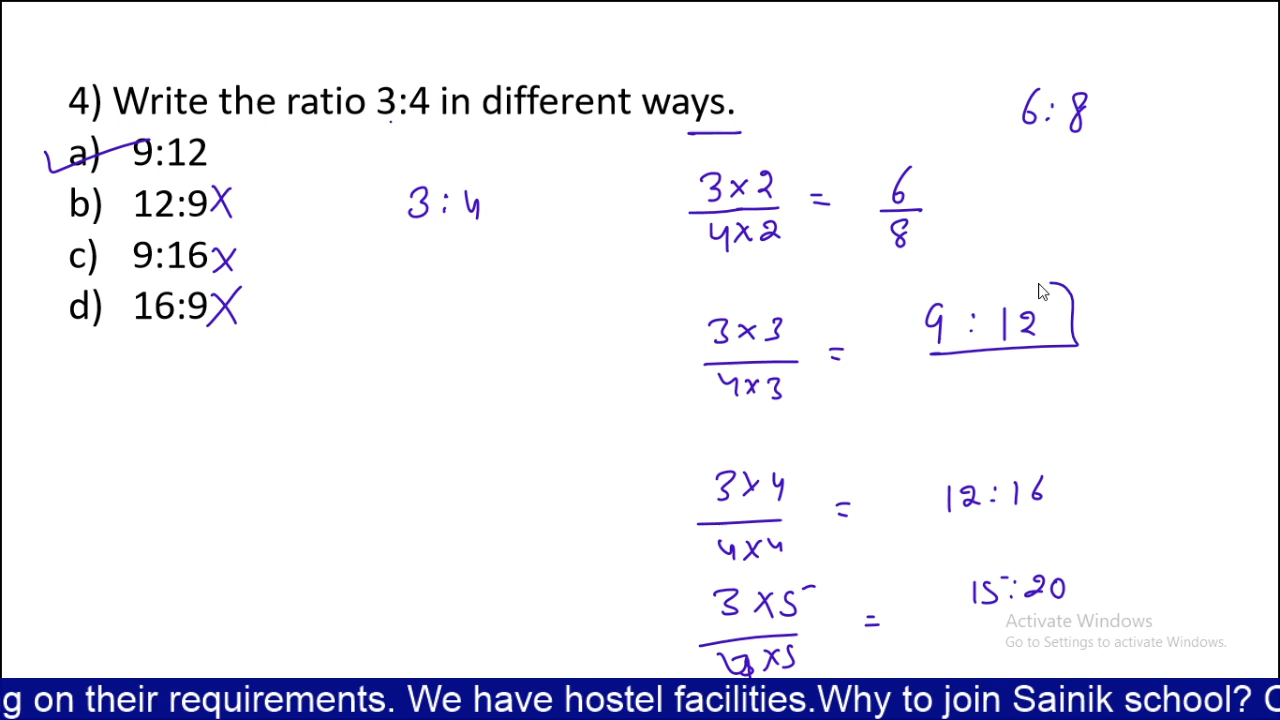 4) Write the ratio 3:4 in different ways.
6:8
a) 9:12
b) 12:9 X
c) 9:16 X
d) 16:9 X
3 : 4
3 × 2 / 4 × 2 = 6 / 8
3 × 3 / 4 × 3 = 9 : 12
3 × 4 / 4 × 4 = 12 : 16
3 × 5 / 4 × 5 = 15 : 20
Activate Windows
Go to Settings to activate Windows.
g on their requirements. We have hostel facilities.Why to join Sainik school? C